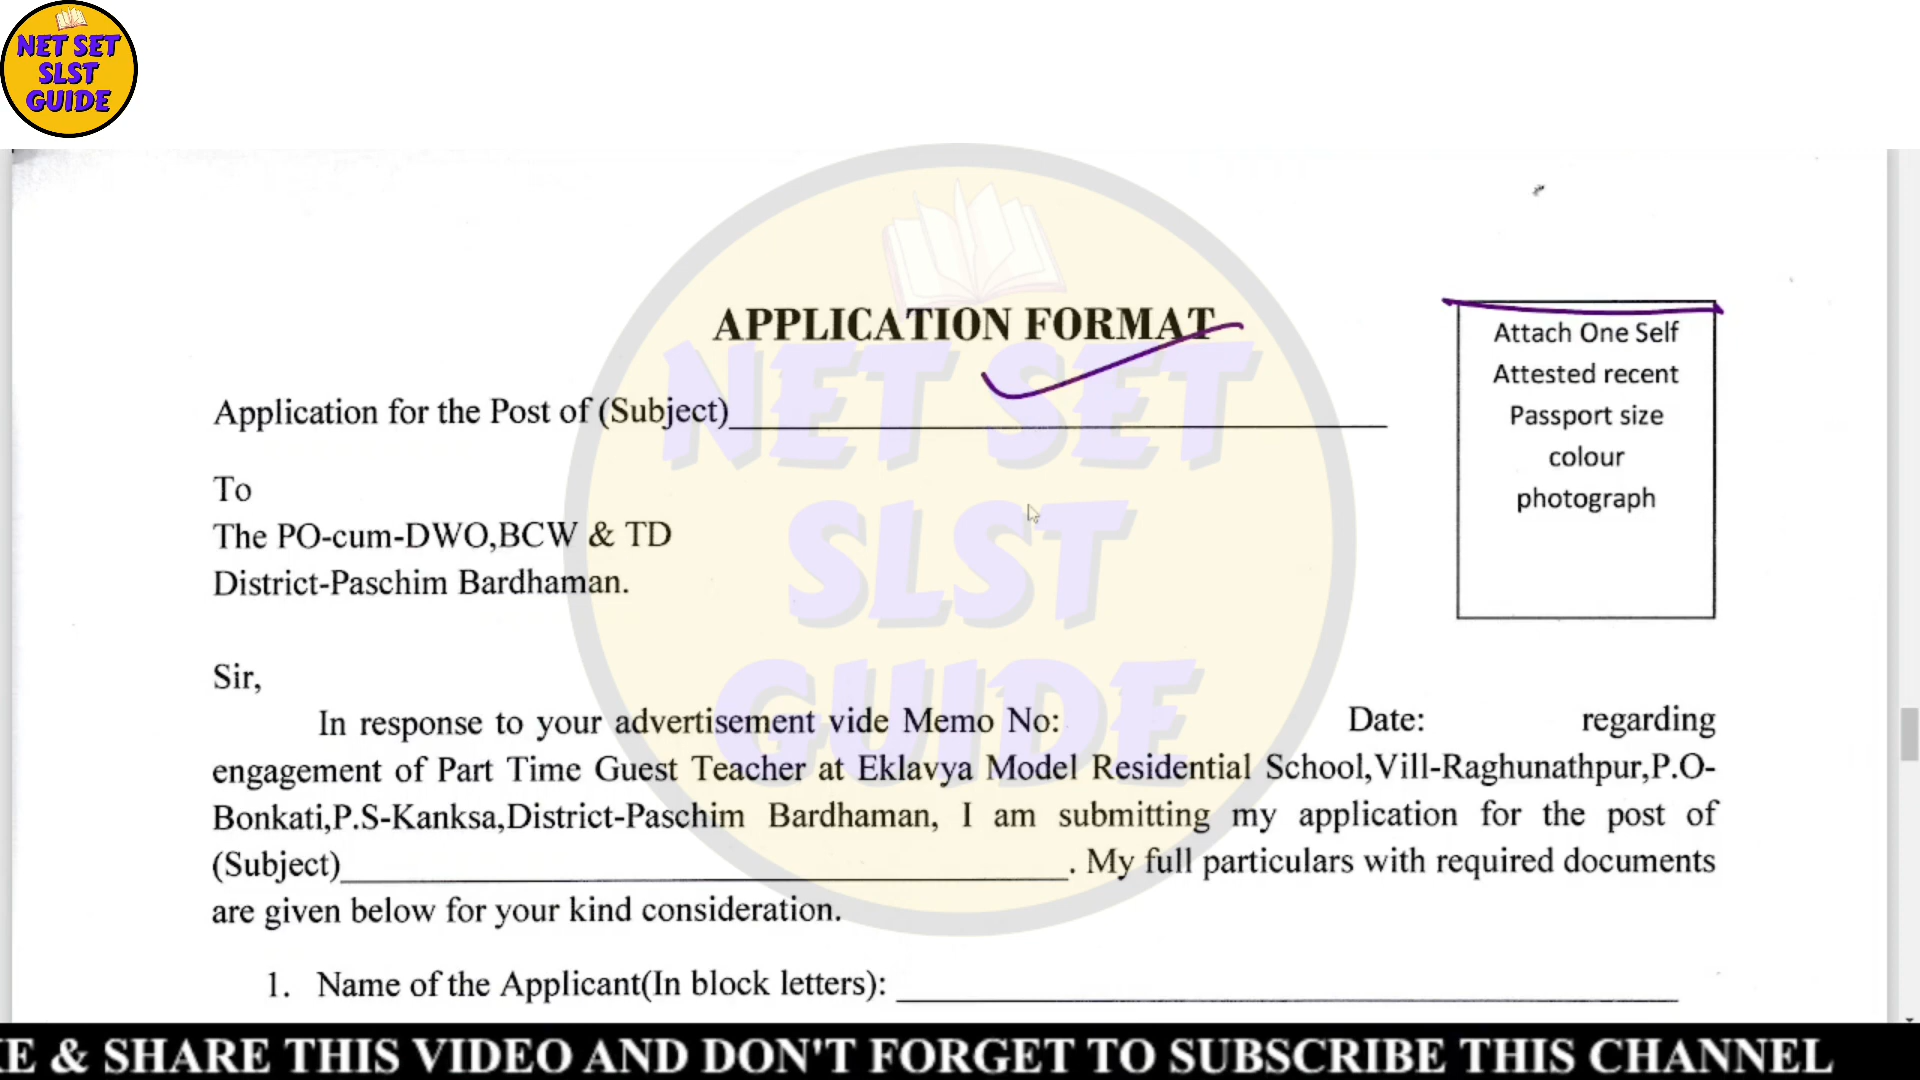 NET SET
SLST
GUIDE
APPLICATION FORMAT
Attach One Self
Attested recent
Passport size
colour
photograph
Application for the Post of (Subject)
To
The PO-cum-DWO,BCW & TD
District-Paschim Bardhaman.
Sir,
In response to your advertisement vide Memo No: Date: regarding
engagement of Part Time Guest Teacher at Eklavya Model Residential School,Vill-Raghunathpur,P.O-
Bonkati,P.S-Kanksa,District-Paschim Bardhaman, I am submitting my application for the post of
(Subject) . My full particulars with required documents
are given below for your kind consideration.
1. Name of the Applicant(In block letters):
NET SET
SLST
GUIDE
E & SHARE THIS VIDEO AND DON'T FORGET TO SUBSCRIBE THIS CHANNEL